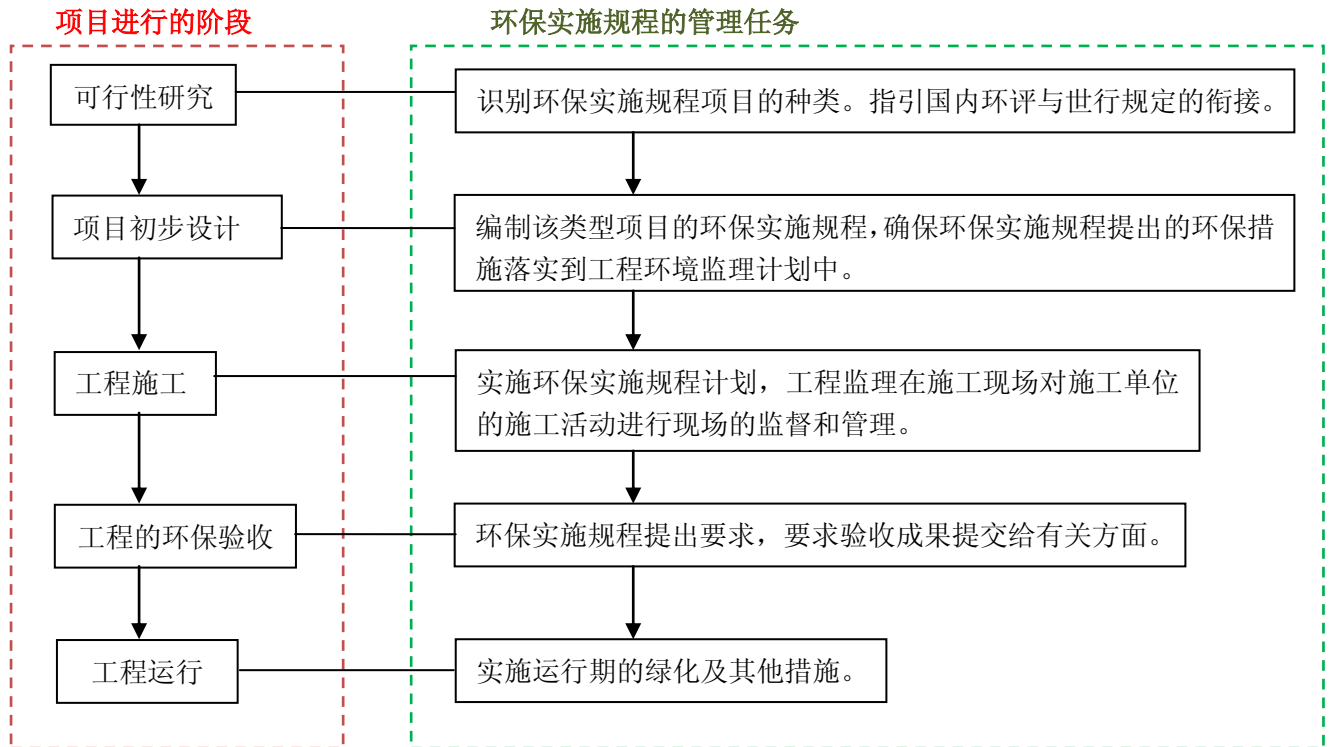 项目进行的阶段
环保实施规程的管理任务
可行性研究
识别环保实施规程项目的种类。指引国内环评与世行规定的衔接。
项目初步设计
编制该类型项目的环保实施规程，确保环保实施规程提出的环保措
施落实到工程环境监理计划中。
工程施工
实施环保实施规程计划，工程监理在施工现场对施工单位
的施工活动进行现场的监督和管理。
工程的环保验收
环保实施规程提出要求，要求验收成果提交给有关方面。
工程运行
实施运行期的绿化及其他措施。